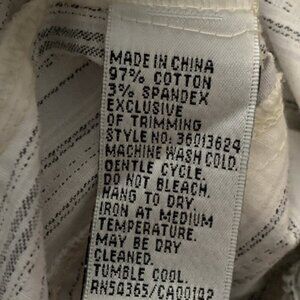 MADE IN CHINA
97% COTTON
3% SPANDEX
EXCLUSIVE
OF TRIMMING
STYLE NO: 36013624
MACHINE WASH COLD.
GENTLE CYCLE.
DO NOT BLEACH.
HANG TO DRY
IRON AT MEDIUM
TEMPERATURE.
MAY BE DRY
CLEANED.
TUMBLE COOL.
RN54365/CA00102